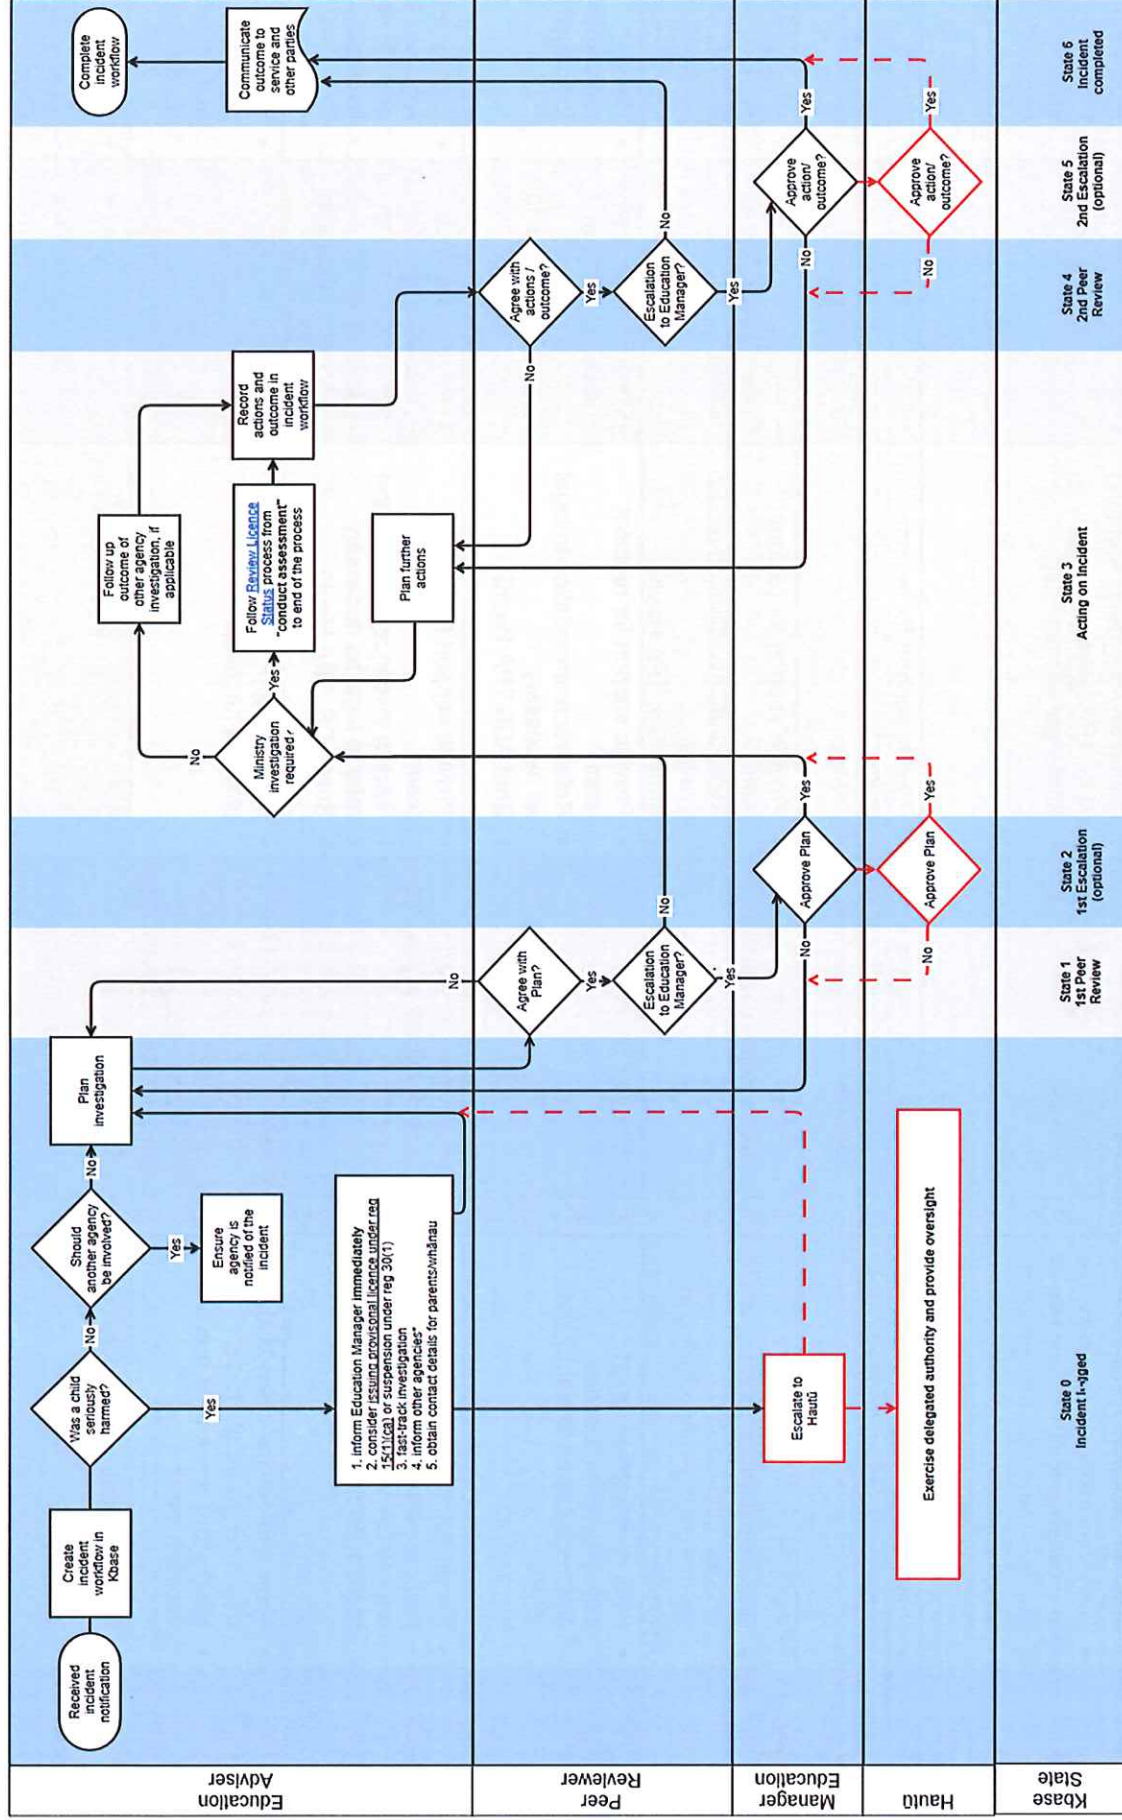 Education
Adviser
Received
incident
notification
Create
incident
workflow in
Kbase
Was a child
seriously
harmed?
No
Yes
Should
another agency
be involved?
No
Yes
Ensure
agency is
notified of the
incident
1. inform Education Manager immediately
2. consider issuing provisonal licence under reg
15(1)(ca) or suspension under reg 30(1)
3. fast-track investigation
4. inform other agencies*
5. obtain contact details for parents/whānau
Plan
investigation
No
Ministry
investigation
required
No
Yes
Follow up
outcome of
other agency
investigation, if
applicable
Follow Review Licence
Status process from
"conduct assessment"
to end of the process
Plan further
actions
Record
actions and
outcome in
incident
workflow
Communicate
outcome to
service and
other parties
Complete
incident
workflow
Peer
Reviewer
Agree with
Plan?
Yes
Escalation
to Education
Manager?
No
Yes
No
Agree with
actions /
outcome?
Yes
Escalation
to Education
Manager?
No
Yes
Education
Manager
Escalate to
Hautū
No
Approve Plan
Yes
No
Approve
action/
outcome?
Yes
Hautū
Exercise delegated authority and provide oversight
No
Approve Plan
Yes
No
Approve
action/
outcome?
Yes
Kbase
State
State 0
Incident
State 1
1st Peer
Review
State 2
1st Escalation
(optional)
State 3
Acting on Incident
State 4
2nd Peer
Review
State 5
2nd Escalation
(optional)
State 6
Incident
completed